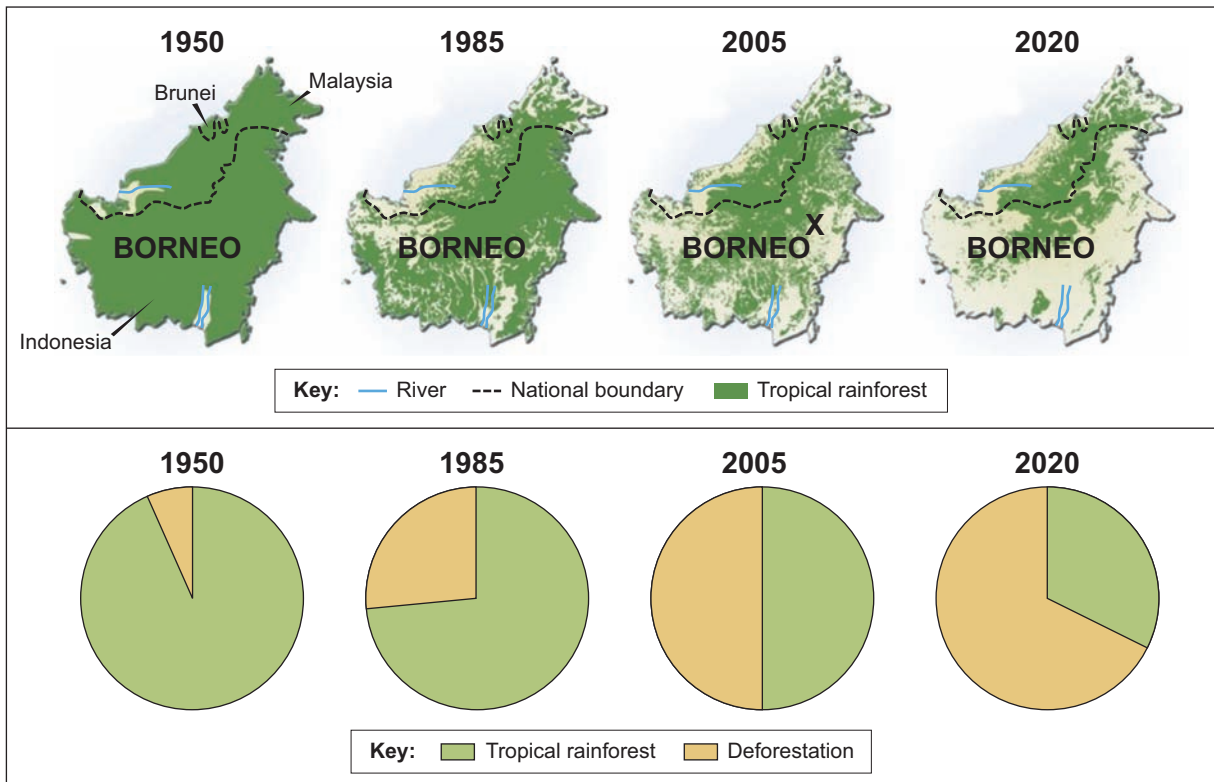 1950
1985
2005
2020
Brunei
Malaysia
BORNEO
Indonesia
BORNEO
BORNEO
X
BORNEO
Key: River National boundary Tropical rainforest
1950
1985
2005
2020
Key: Tropical rainforest Deforestation